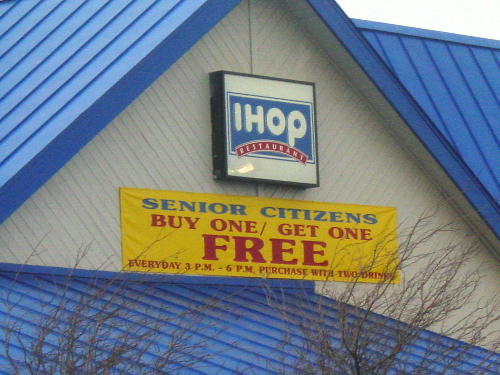 IHOP
RESTAURANT
SENIOR CITIZENS
BUY ONE/ GET ONE
FREE
EVERYDAY 3 P.M. - 6 P.M. PURCHASE WITH TWO DRINKS